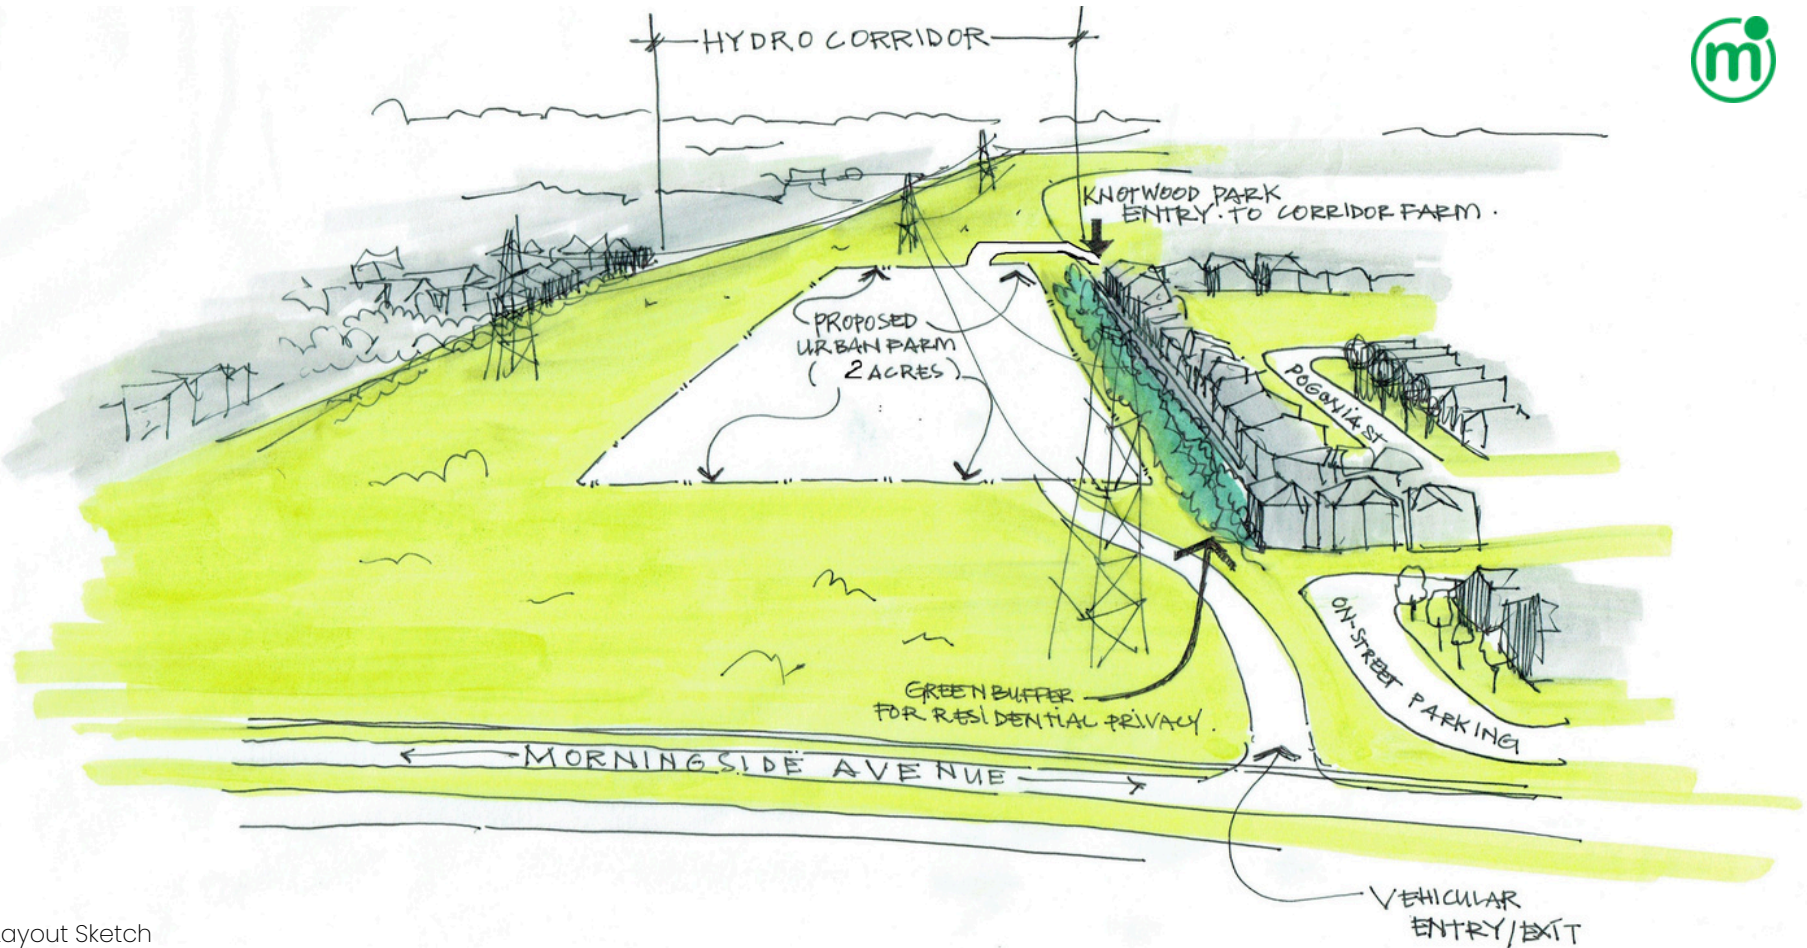 HYDRO CORRIDOR
m
KNOTWOOD PARK
ENTRY. TO CORRIDOR FARM.
PROPOSED
URBAN FARM
( 2 ACRES)
POGONIA ST
ON-STREET PARKING
GREEN BUFFER
FOR RESIDENTIAL PRIVACY.
MORNINGSIDE AVENUE
VEHICULAR
ENTRY/EXIT
ayout Sketch